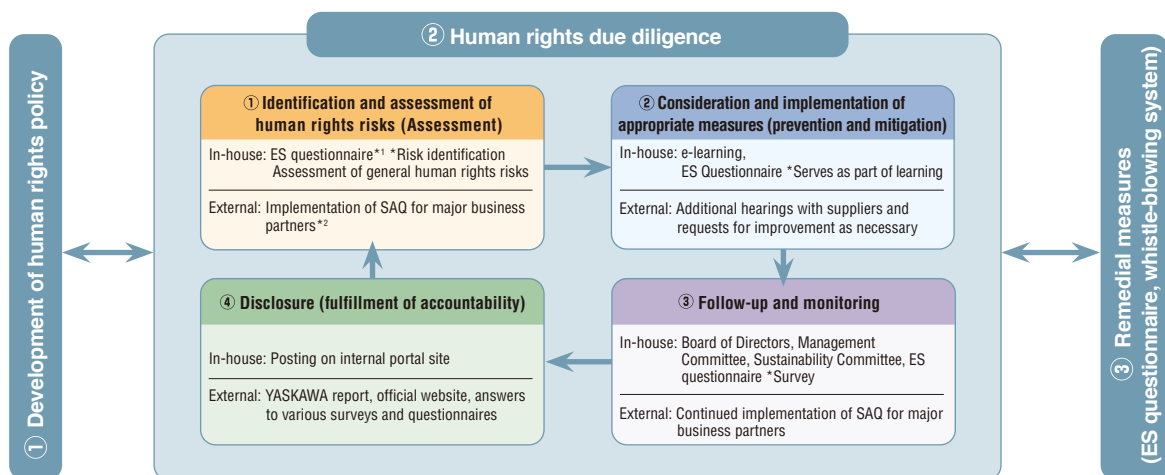 ① Development of human rights policy
② Human rights due diligence
① Identification and assessment of
human rights risks (Assessment)
In-house: ES questionnaire*1 *Risk identification
Assessment of general human rights risks
External: Implementation of SAQ for major business
partners*2
② Consideration and implementation of
appropriate measures (prevention and mitigation)
In-house: e-learning,
ES Questionnaire *Serves as part of learning
External: Additional hearings with suppliers and
requests for improvement as necessary
④ Disclosure (fulfillment of accountability)
In-house: Posting on internal portal site
External: YASKAWA report, official website, answers
to various surveys and questionnaires
③ Follow-up and monitoring
In-house: Board of Directors, Management
Committee, Sustainability Committee, ES
questionnaire *Survey
External: Continued implementation of SAQ for major
business partners
③ Remedial measures
(ES questionnaire, whistle-blowing system)